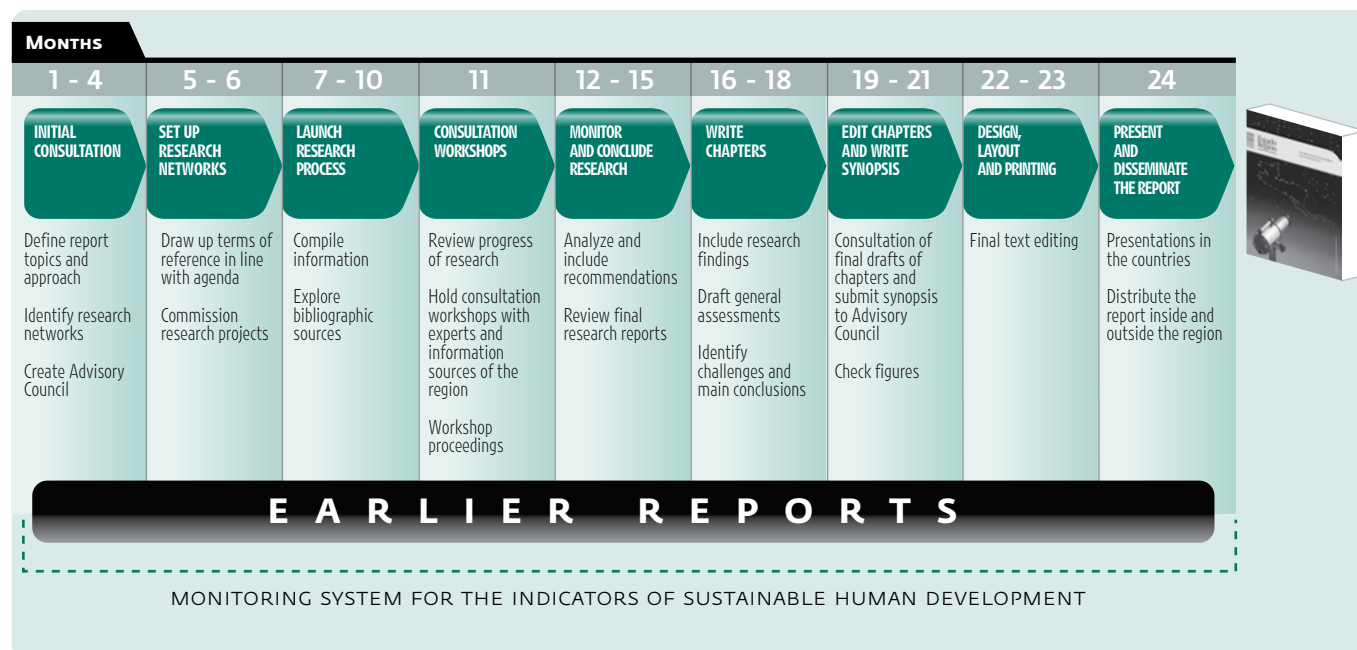 MONTHS
1 - 4
5 - 6
7 - 10
11
12 - 15
16 - 18
19 - 21
22 - 23
24
INITIAL
CONSULTATION
SET UP
RESEARCH
NETWORKS
LAUNCH
RESEARCH
PROCESS
CONSULTATION
WORKSHOPS
MONITOR
AND CONCLUDE
RESEARCH
WRITE
CHAPTERS
EDIT CHAPTERS
AND WRITE
SYNOPSIS
DESIGN,
LAYOUT
AND PRINTING
PRESENT
AND
DISSEMINATE
THE REPORT
Define report
topics and
approach
Identify research
networks
Create Advisory
Council
Draw up terms of
reference in line
with agenda
Commission
research projects
Compile
information
Explore
bibliographic
sources
Review progress
of research
Hold consultation
workshops with
experts and
information
sources of the
region
Workshop
proceedings
Analyze and
include
recommendations
Review final
research reports
Include research
findings
Draft general
assessments
Identify
challenges and
main conclusions
Consultation of
final drafts of
chapters and
submit synopsis
to Advisory
Council
Check figures
Final text editing
Presentations in
the countries
Distribute the
report inside and
outside the region
EARLIER REPORTS
MONITORING SYSTEM FOR THE INDICATORS OF SUSTAINABLE HUMAN DEVELOPMENT